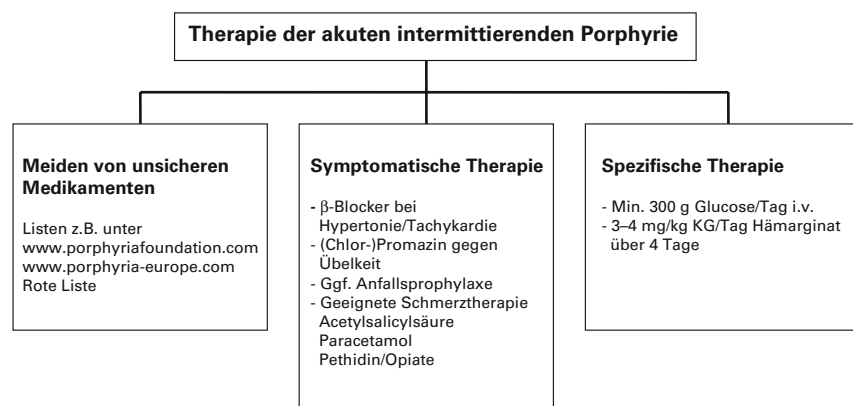 Therapie der akuten intermittierenden Porphyrie
Meiden von unsicheren
Medikamenten
Listen z.B. unter
www.porphyriafoundation.com
www.porphyria-europe.com
Rote Liste
Symptomatische Therapie
- β-Blocker bei
Hypertonie/Tachykardie
- (Chlor-)Promazin gegen
Übelkeit
- Ggf. Anfallsprophylaxe
- Geeignete Schmerztherapie
Acetylsalicylsäure
Paracetamol
Pethidin/Opiate
Spezifische Therapie
- Min. 300 g Glucose/Tag i.v.
- 3–4 mg/kg KG/Tag Hämarginat
über 4 Tage